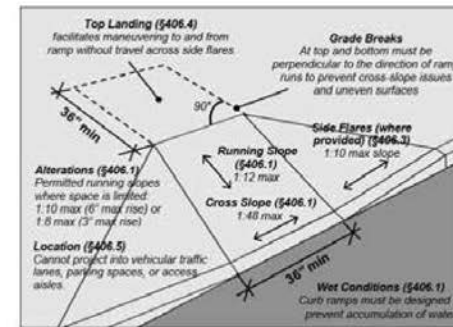 Top Landing (§406.4)
facilitates maneuvering to and from
ramp without travel across side flares.
Grade Breaks
At top and bottom must be
perpendicular to the direction of ramp
runs to prevent cross-slope issues
and uneven surfaces
90°
36" min
Side Flares (where
provided) (§406.3)
1:10 max slope
Running Slope
(§406.1)
1:12 max
Alterations (§406.1)
Permitted running slopes
where space is limited:
1:10 max (6" max rise) or
1:8 max (3" max rise)
Cross Slope (§406.1)
1:48 max
Location (§406.5)
Cannot project into vehicular traffic
lanes, parking spaces, or access
aisles.
36" min
Wet Conditions (§406.1)
Curb ramps must be designed
prevent accumulation of water